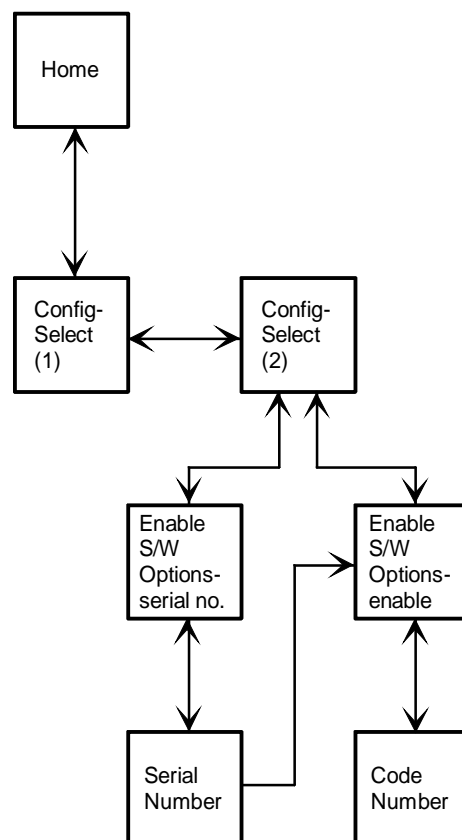 Home
Config-
Select
(1)
Config-
Select
(2)
Enable
S/W
Options-
serial no.
Enable
S/W
Options-
enable
Serial
Number
Code
Number